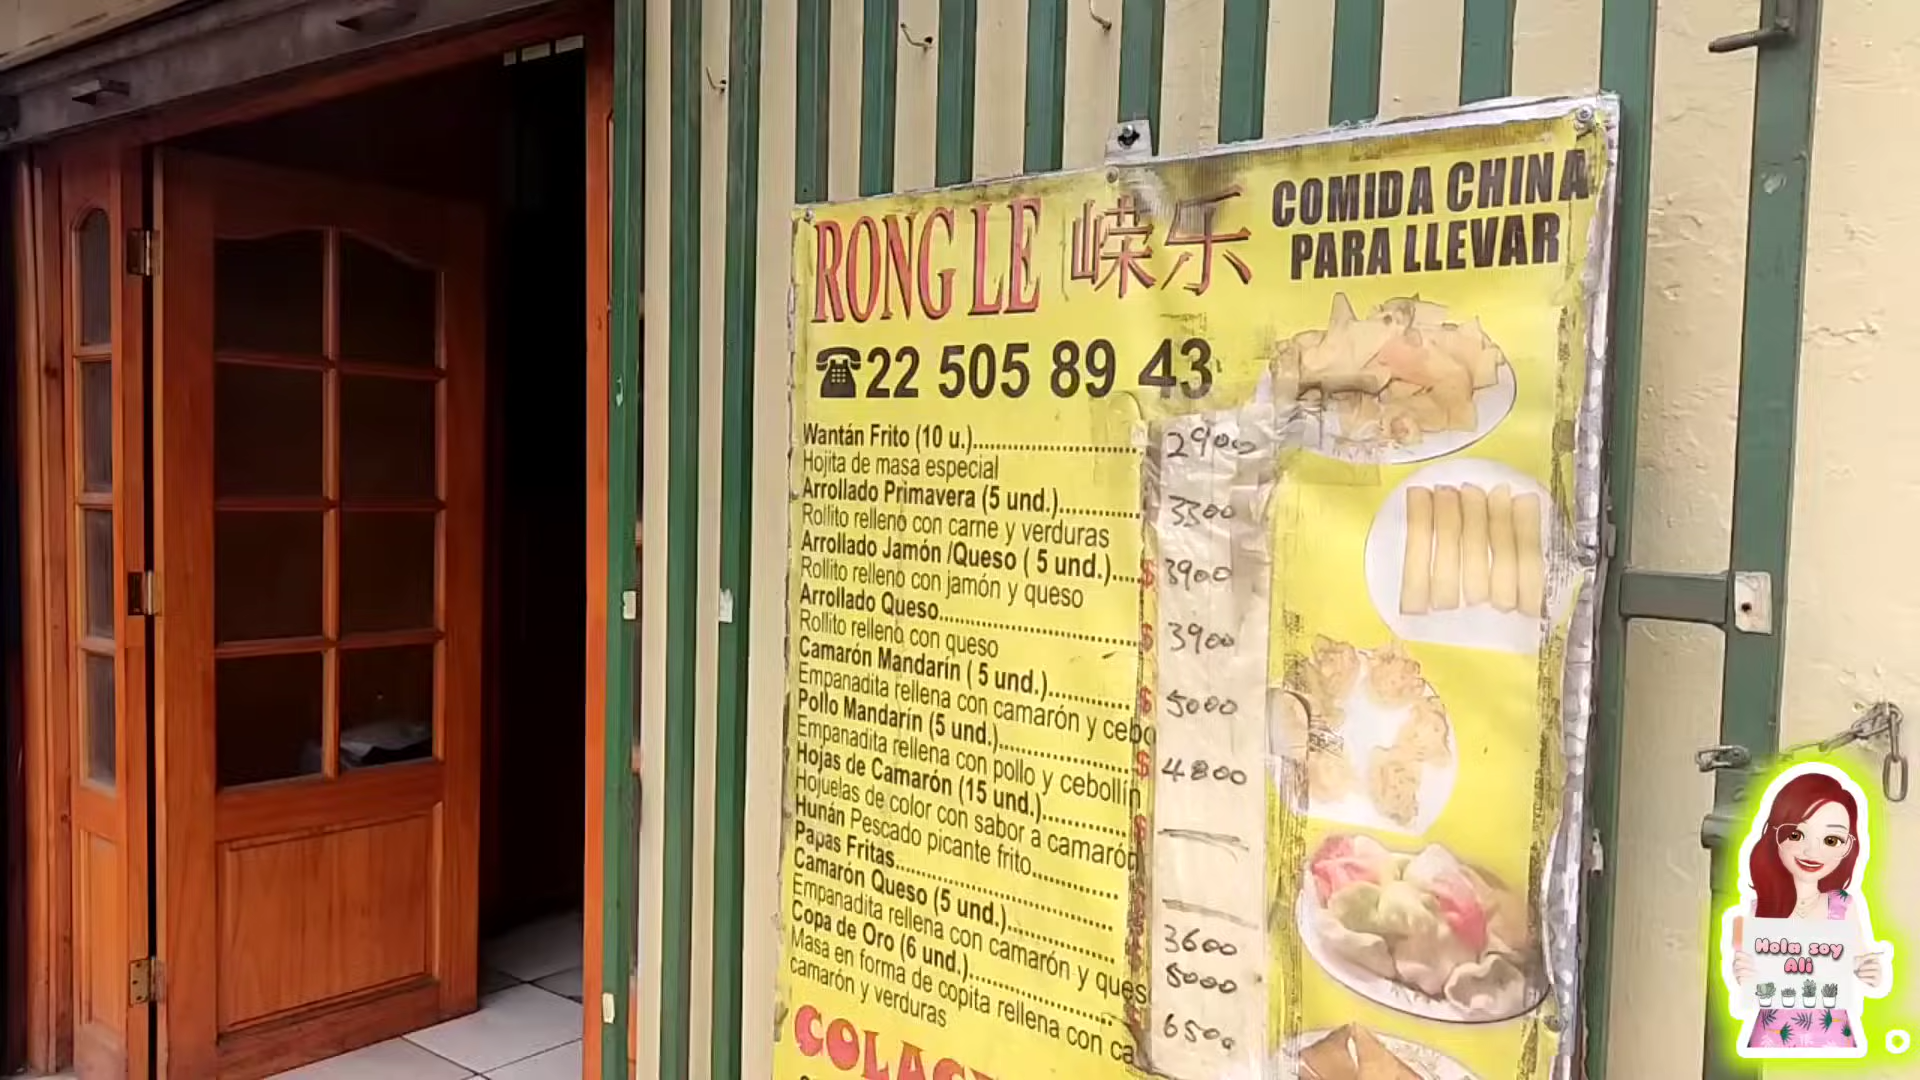 RONG LE 嵘乐
COMIDA CHINA
PARA LLEVAR
☎22 505 89 43
Wantán Frito (10 u.)........................ 2900
Hojita de masa especial
Arrollado Primavera (5 und.)............ 3300
Rollito relleno con carne y verduras
Arrollado Jamón /Queso ( 5 und.)....$ 3900
Rollito relleno con jamón y queso
Arrollado Queso.............................$ 3900
Rollito relleno con queso
Camarón Mandarín ( 5 und.)............$ 5000
Empanadita rellena con camarón y cebo
Pollo Mandarín (5 und.)...................$ 4800
Empanadita rellena con pollo y cebollín
Hojas de Camarón (15 und.)............$ —
Hojuelas de color con sabor a camarón
Hunán Pescado picante frito............ —
Papas Fritas............................. 3600
Camarón Queso (5 und.)................ 5000
Empanadita rellena con camarón y ques
Copa de Oro (6 und.)................... 6500
Masa en forma de copita rellena con ca
camarón y verduras
COLAC
Hola soy
Ali